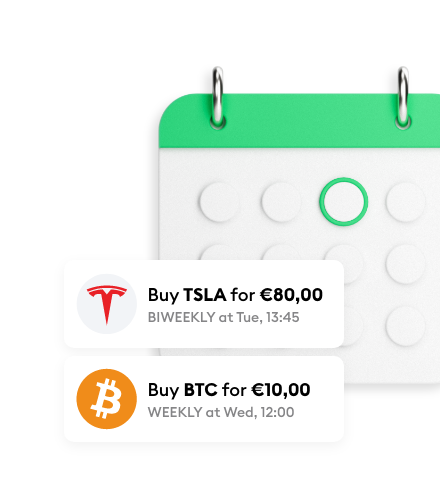 Buy TSLA for €80,00
BIWEEKLY at Tue, 13:45
Buy BTC for €10,00
WEEKLY at Wed, 12:00